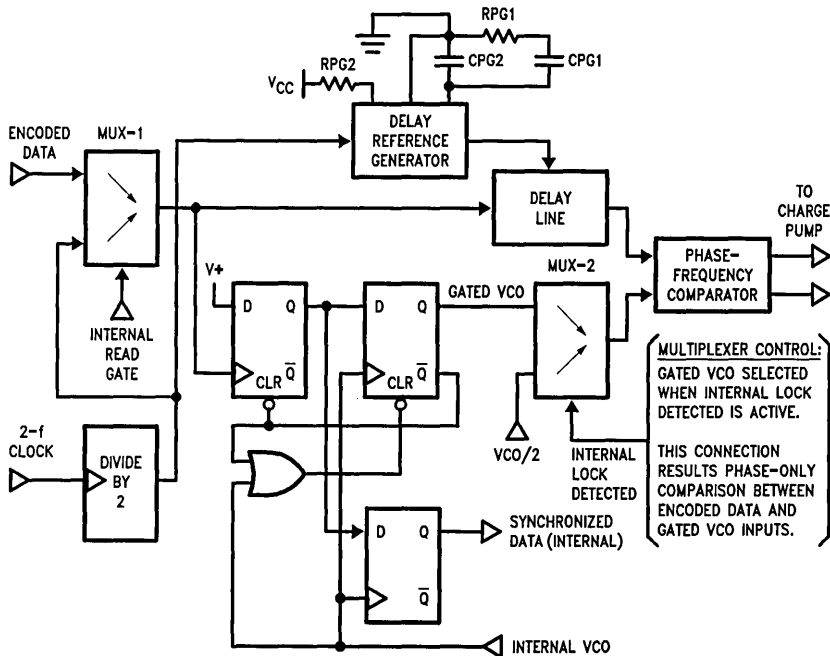 RPG1
CPG2
CPG1
RPG2
VCC
DELAY
REFERENCE
GENERATOR
ENCODED
DATA
MUX-1
DELAY
LINE
TO
CHARGE
PUMP
PHASE-
FREQUENCY
COMPARATOR
INTERNAL
READ
GATE
V+
D Q
Q
CLR
D Q
Q
CLR
GATED VCO
MUX-2
VCO/2
INTERNAL
LOCK
DETECTED
MULTIPLEXER CONTROL:
GATED VCO SELECTED
WHEN INTERNAL LOCK
DETECTED IS ACTIVE.
THIS CONNECTION
RESULTS PHASE-ONLY
COMPARISON BETWEEN
ENCODED DATA AND
GATED VCO INPUTS.
2-f
CLOCK
DIVIDE
BY
2
D Q
Q
SYNCHRONIZED
DATA (INTERNAL)
INTERNAL VCO